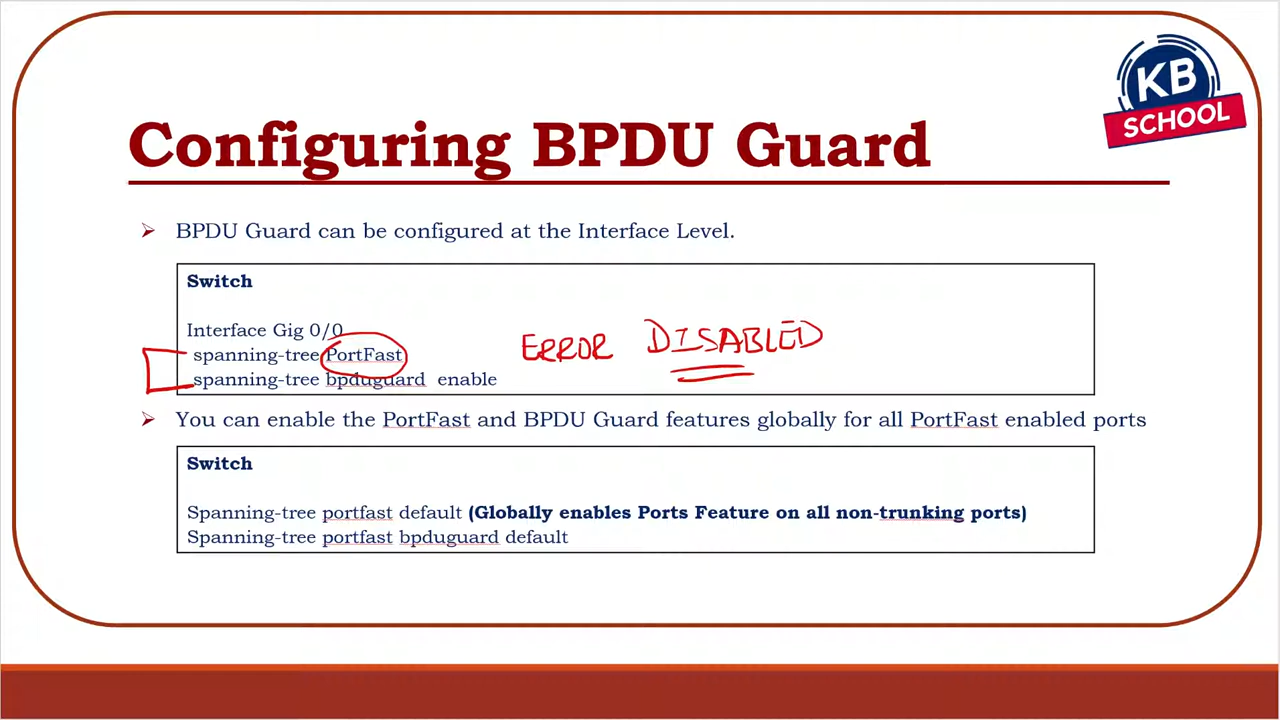 KB
SCHOOL
Configuring BPDU Guard
BPDU Guard can be configured at the Interface Level.
Switch
Interface Gig 0/0
spanning-tree PortFast
spanning-tree bpduguard enable
ERROR DISABLED
You can enable the PortFast and BPDU Guard features globally for all PortFast enabled ports
Switch
Spanning-tree portfast default (Globally enables Ports Feature on all non-trunking ports)
Spanning-tree portfast bpduguard default